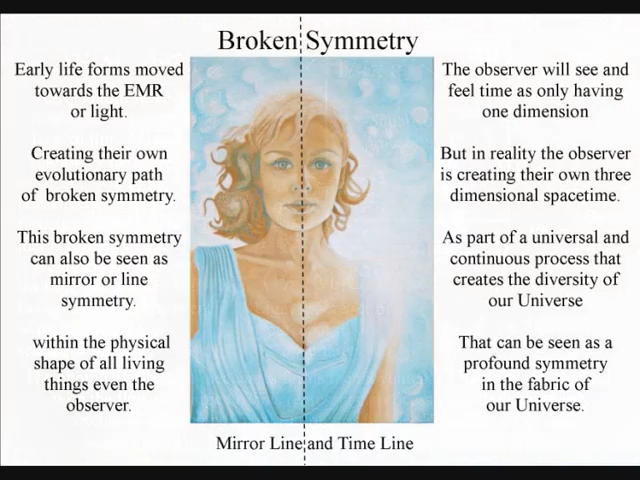 Broken Symmetry
Early life forms moved
towards the EMR
or light.
Creating their own
evolutionary path
of broken symmetry.
This broken symmetry
can also be seen as
mirror or line
symmetry.
within the physical
shape of all living
things even the
observer.
The observer will see and
feel time as only having
one dimension
But in reality the observer
is creating their own three
dimensional spacetime.
As part of a universal and
continuous process that
creates the diversity of
our Universe
That can be seen as a
profound symmetry
in the fabric of
our Universe.
Mirror Line and Time Line